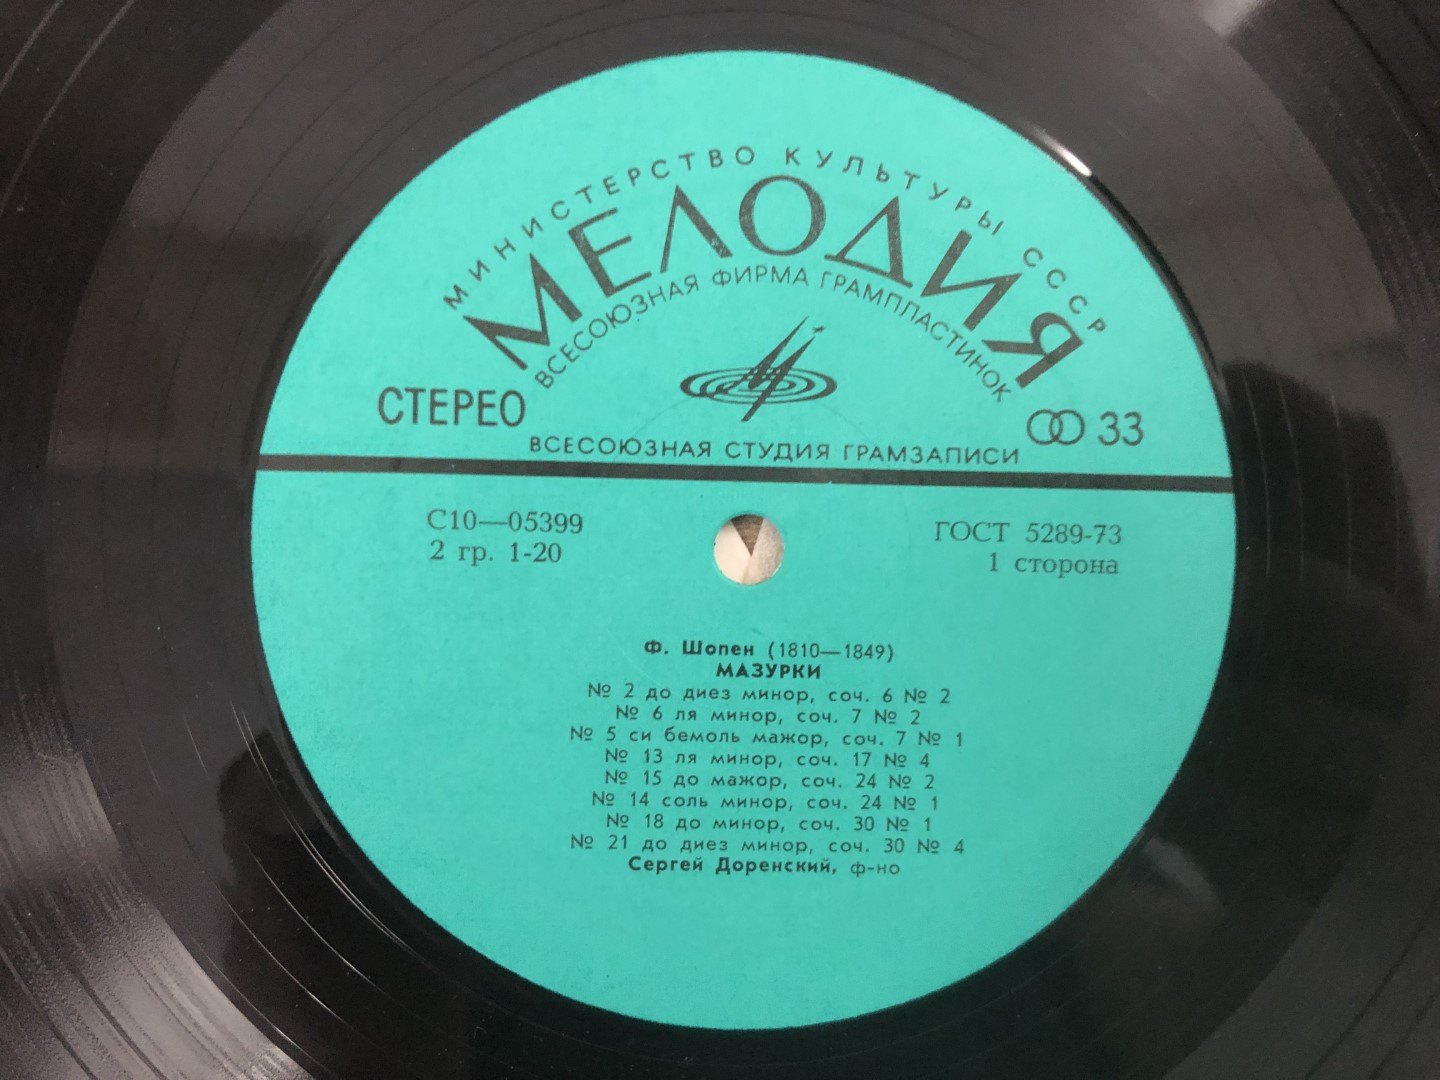 МИНИСТЕРСТВО КУЛЬТУРЫ СССР
МЕЛОДИЯ
ВСЕСОЮЗНАЯ ФИРМА ГРАМПЛАСТИНОК
СТЕРЕО
33
ВСЕСОЮЗНАЯ СТУДИЯ ГРАМЗАПИСИ
С10—05399
ГОСТ 5289-73
2 гр. 1-20
1 сторона
Ф. Шопен (1810—1849)
МАЗУРКИ
№ 2 до диез минор, соч. 6 № 2
№ 6 ля минор, соч. 7 № 2
№ 5 си бемоль мажор, соч. 7 № 1
№ 13 ля минор, соч. 17 № 4
№ 15 до мажор, соч. 24 № 2
№ 14 соль минор, соч. 24 № 1
№ 18 до минор, соч. 30 № 1
№ 21 до диез минор, соч. 30 № 4
Сергей Доренский, ф-но